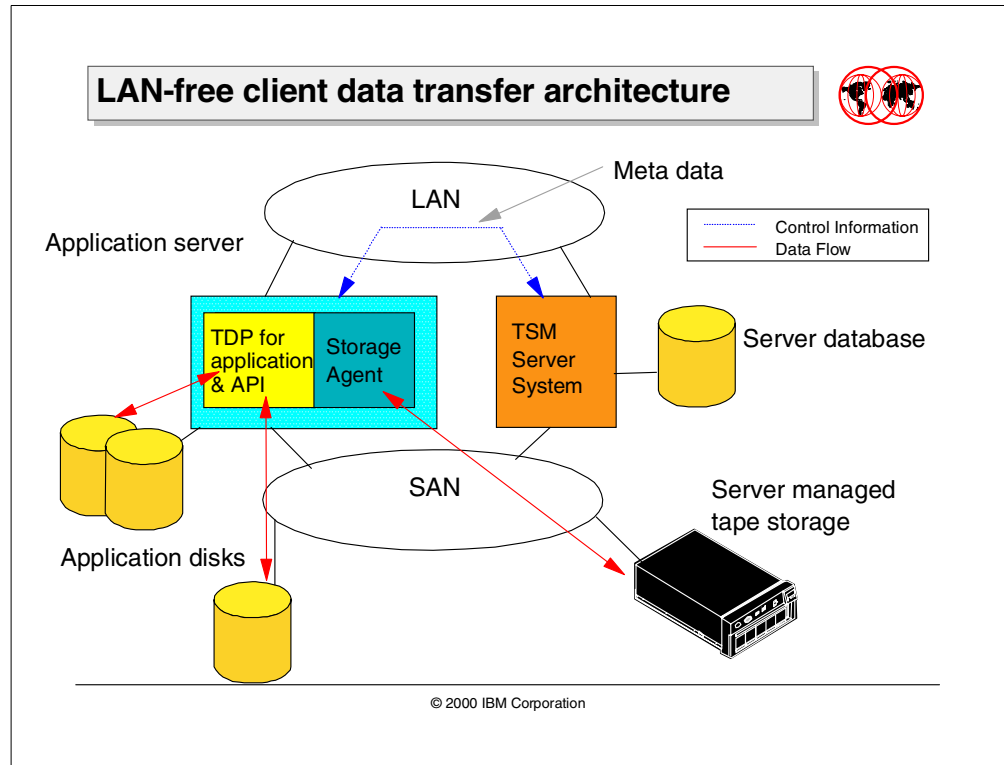 LAN-free client data transfer architecture
Meta data
LAN
Control Information
Data Flow
Application server
TDP for
application
& API
Storage
Agent
TSM
Server
System
Server database
SAN
Server managed
tape storage
Application disks
© 2000 IBM Corporation